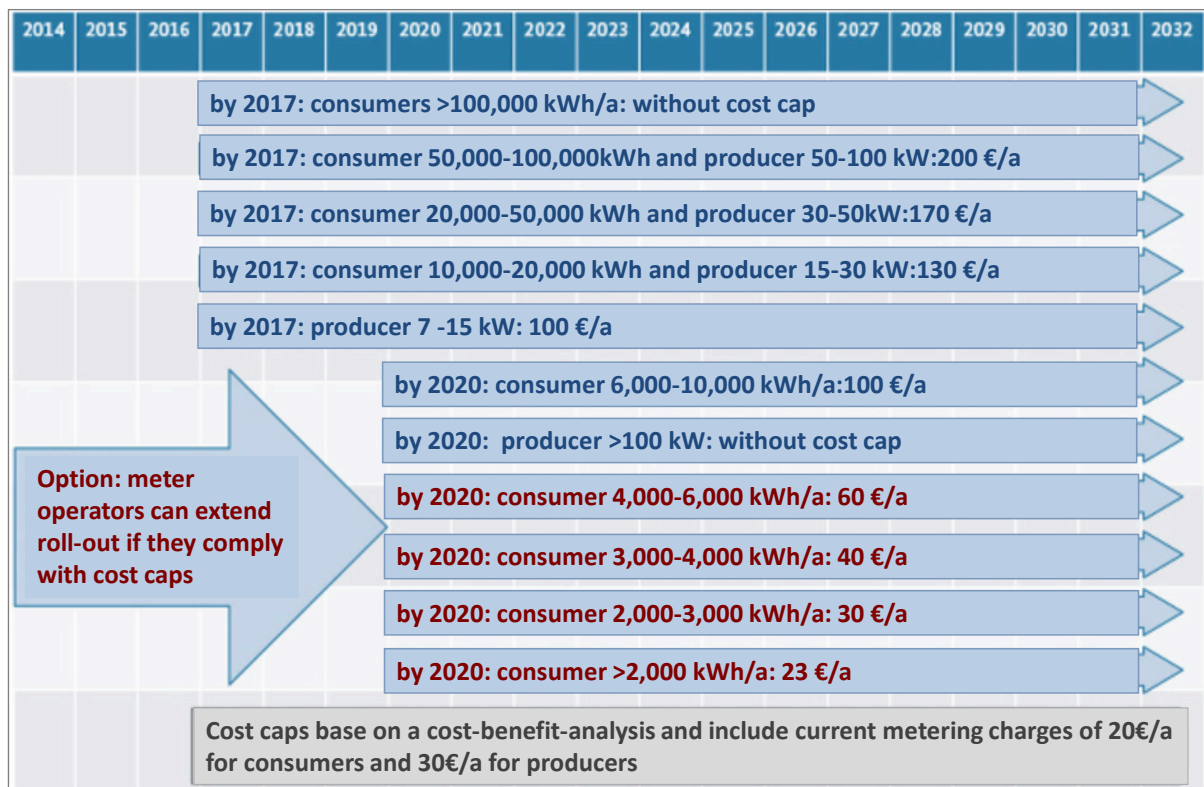 2014 2015 2016 2017 2018 2019 2020 2021 2022 2023 2024 2025 2026 2027 2028 2029 2030 2031 2032
by 2017: consumers >100,000 kWh/a: without cost cap
by 2017: consumer 50,000-100,000kWh and producer 50-100 kW:200 €/a
by 2017: consumer 20,000-50,000 kWh and producer 30-50kW:170 €/a
by 2017: consumer 10,000-20,000 kWh and producer 15-30 kW:130 €/a
by 2017: producer 7 -15 kW: 100 €/a
by 2020: consumer 6,000-10,000 kWh/a:100 €/a
by 2020: producer >100 kW: without cost cap
Option: meter
operators can extend
roll-out if they comply
with cost caps
by 2020: consumer 4,000-6,000 kWh/a: 60 €/a
by 2020: consumer 3,000-4,000 kWh/a: 40 €/a
by 2020: consumer 2,000-3,000 kWh/a: 30 €/a
by 2020: consumer >2,000 kWh/a: 23 €/a
Cost caps base on a cost-benefit-analysis and include current metering charges of 20€/a
for consumers and 30€/a for producers